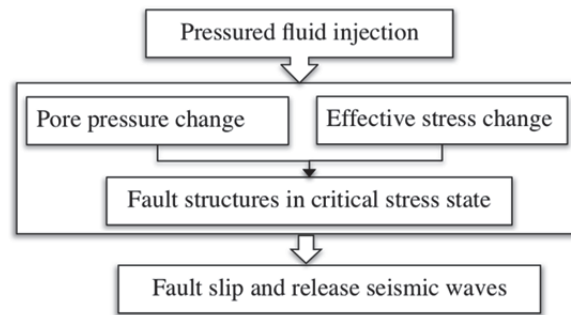 Pressured fluid injection
Pore pressure change
Effective stress change
Fault structures in critical stress state
Fault slip and release seismic waves